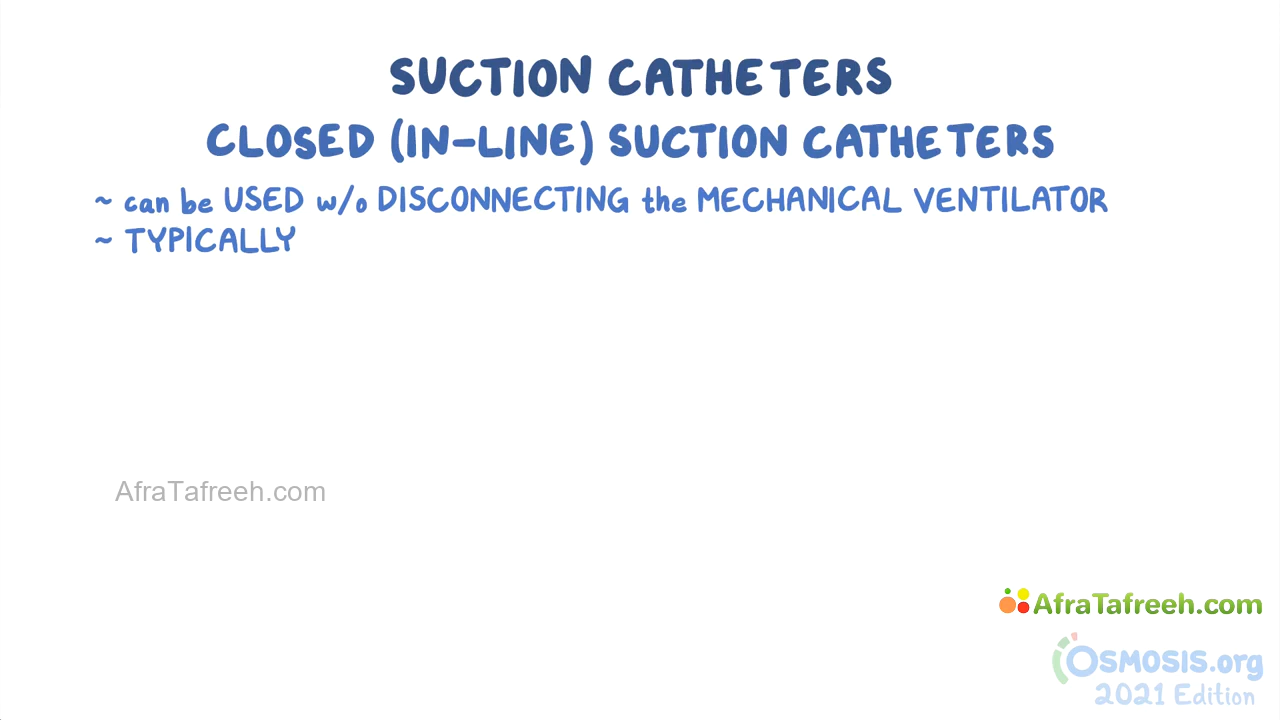 SUCTION CATHETERS
CLOSED (IN-LINE) SUCTION CATHETERS
~ can be USED w/o DISCONNECTING the MECHANICAL VENTILATOR
~ TYPICALLY
AfraTafreeh.com
AfraTafreeh.com
OSMOSIS.org
2021 Edition